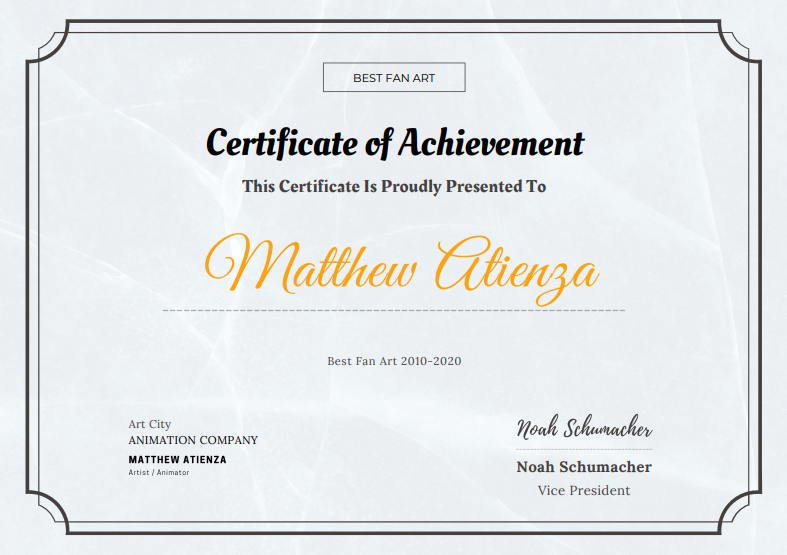 BEST FAN ART
Certificate of Achievement
This Certificate Is Proudly Presented To
Matthew Atienza
Best Fan Art 2010-2020
Art City
ANIMATION COMPANY
MATTHEW ATIENZA
Artist / Animator
Noah Schumacher
Noah Schumacher
Vice President